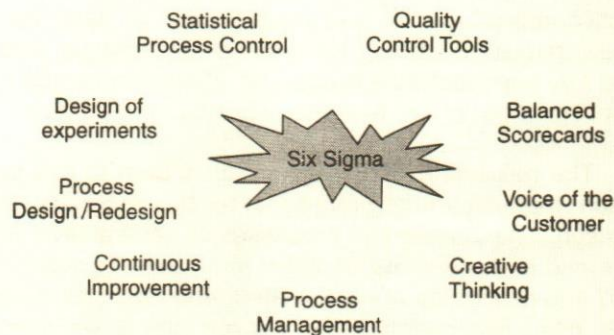 Statistical
Process Control
Quality
Control Tools
Design of
experiments
Balanced
Scorecards
Six Sigma
Process
Design/Redesign
Voice of the
Customer
Continuous
Improvement
Creative
Thinking
Process
Management